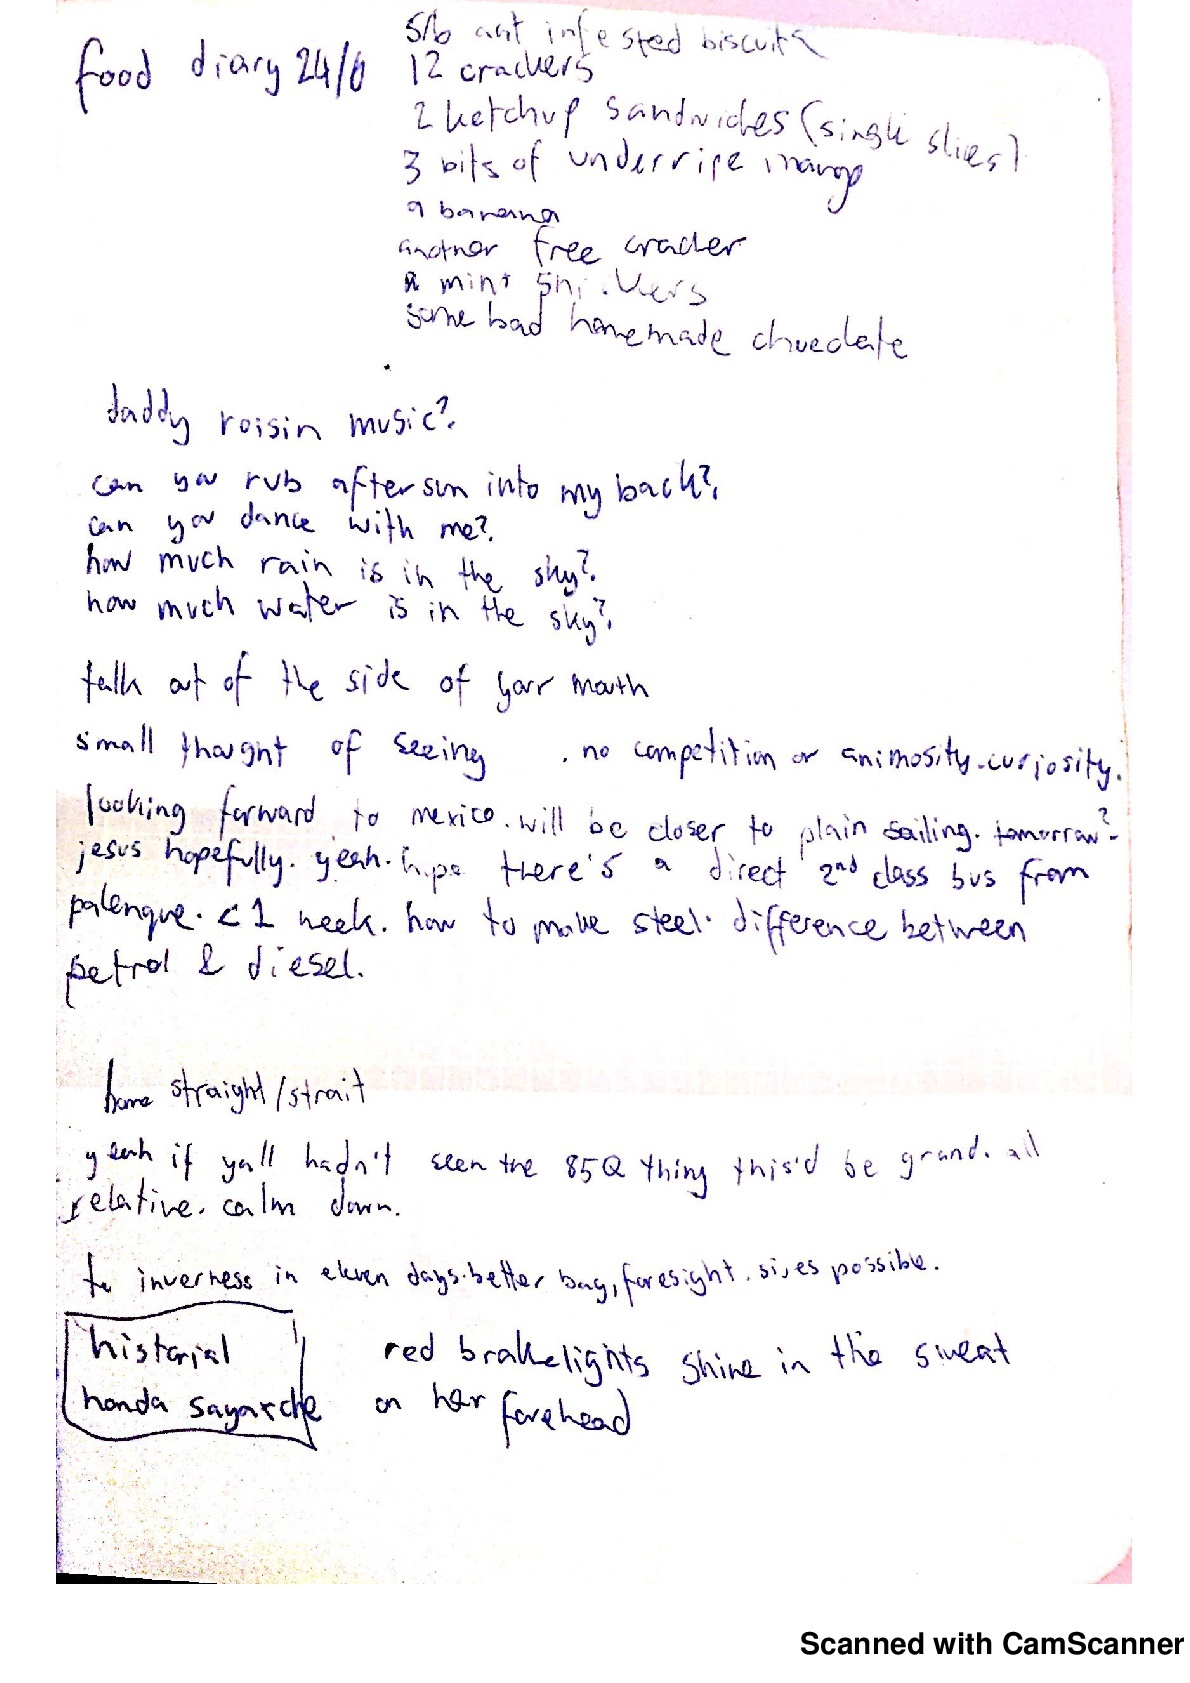 food diary 24/6
5/6 ant infested biscuits
12 crackers
2 ketchup sandwiches (single slices)
3 bits of underripe mango
a banana
another free cracker
a mint snickers
some bad homemade chocolate
daddy roisin music?
can you rub aftersun into my back?
can you dance with me?
how much rain is in the sky?
how much water is in the sky?
talk out of the side of your mouth
small thought of seeing . no competition or animosity. curiosity.
looking forward to mexico. will be closer to plain sailing. tomorrow?
jesus hopefully. yeah. hope there's a direct 2nd class bus from
palenque. <1 week. how to make steel. difference between
petrol & diesel.
home straight/strait
yeah if yall hadn't seen the 85Q thing this'd be grand. all
relative. calm down.
to inverness in eleven days. better bag, foresight. possible.
historial
honda sayaxche
red brakelights shine in the sweat
on her forehead
Scanned with CamScanner